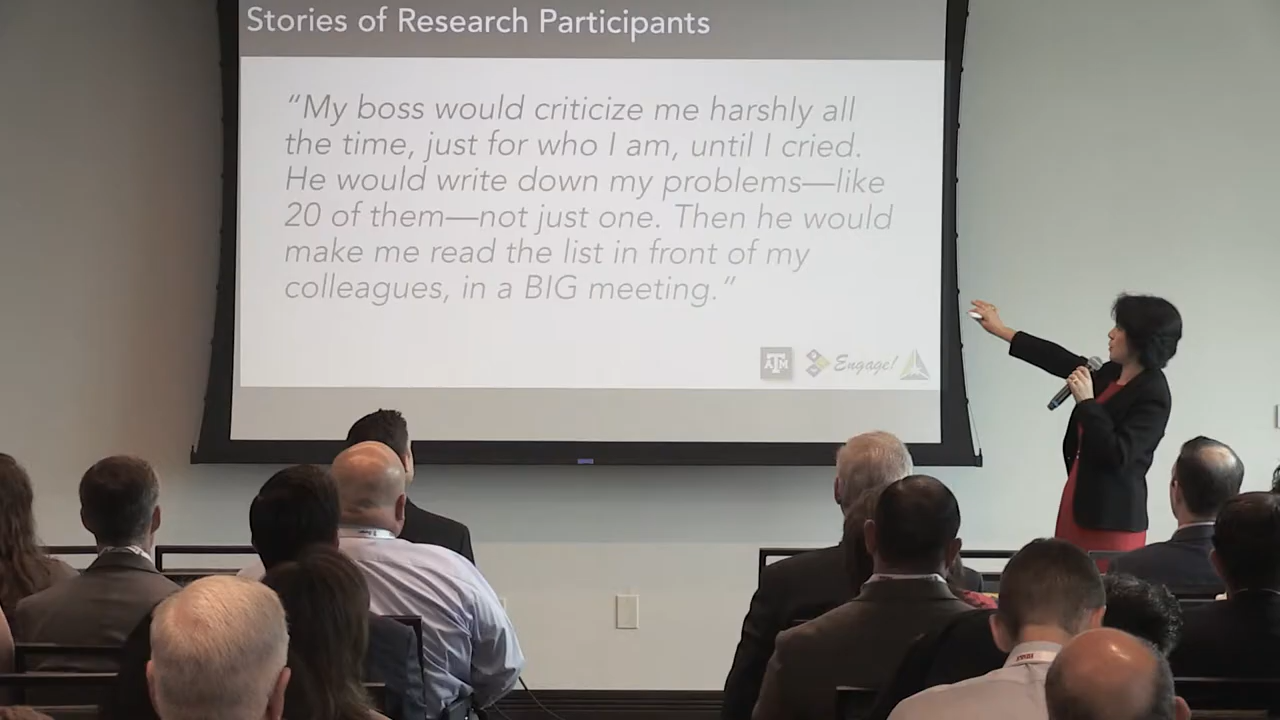 Stories of Research Participants
“My boss would criticize me harshly all
the time, just for who I am, until I cried.
He would write down my problems—like
20 of them—not just one. Then he would
make me read the list in front of my
colleagues, in a BIG meeting.”
ATM
Engage!